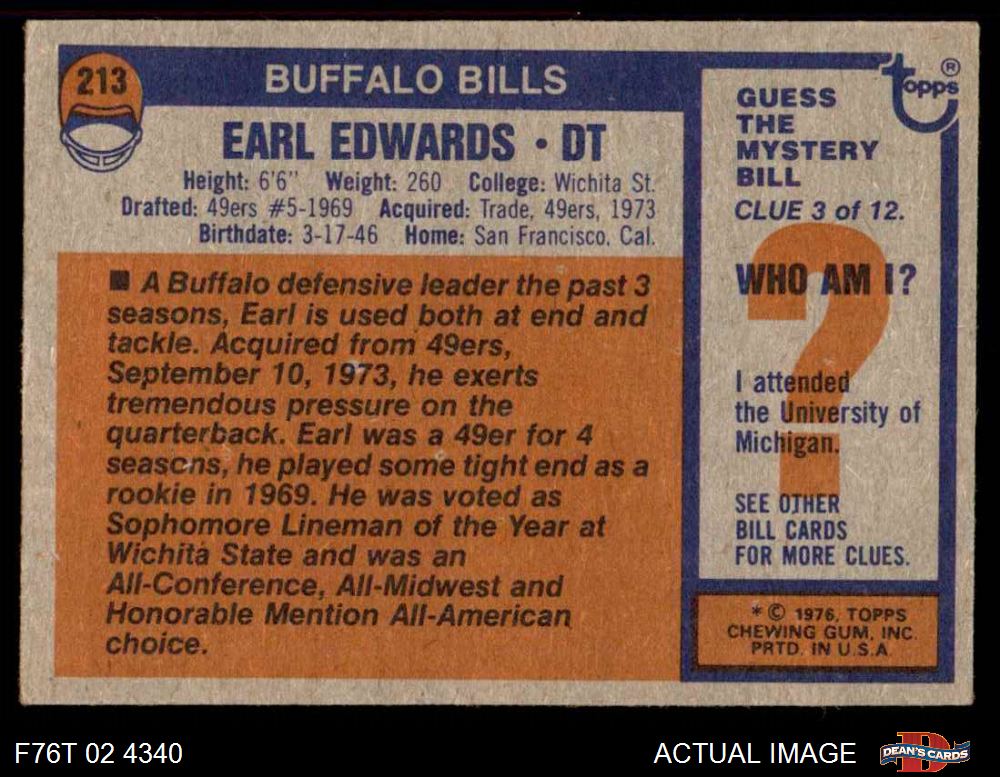 213
BUFFALO BILLS
EARL EDWARDS • DT
Height: 6'6" Weight: 260 College: Wichita St.
Drafted: 49ers #5-1969 Acquired: Trade, 49ers, 1973
Birthdate: 3-17-46 Home: San Francisco, Cal.
■ A Buffalo defensive leader the past 3
seasons, Earl is used both at end and
tackle. Acquired from 49ers,
September 10, 1973, he exerts
tremendous pressure on the
quarterback. Earl was a 49er for 4
seasons, he played some tight end as a
rookie in 1969. He was voted as
Sophomore Lineman of the Year at
Wichita State and was an
All-Conference, All-Midwest and
Honorable Mention All-American
choice.
topps ®
GUESS
THE
MYSTERY
BILL
CLUE 3 of 12.
?
WHO AM I?
I attended
the University of
Michigan.
SEE OTHER
BILL CARDS
FOR MORE CLUES.
* © 1976, TOPPS
CHEWING GUM, INC.
PRTD. IN U.S.A.
F76T 02 4340
ACTUAL IMAGE
D
DEAN'S CARDS